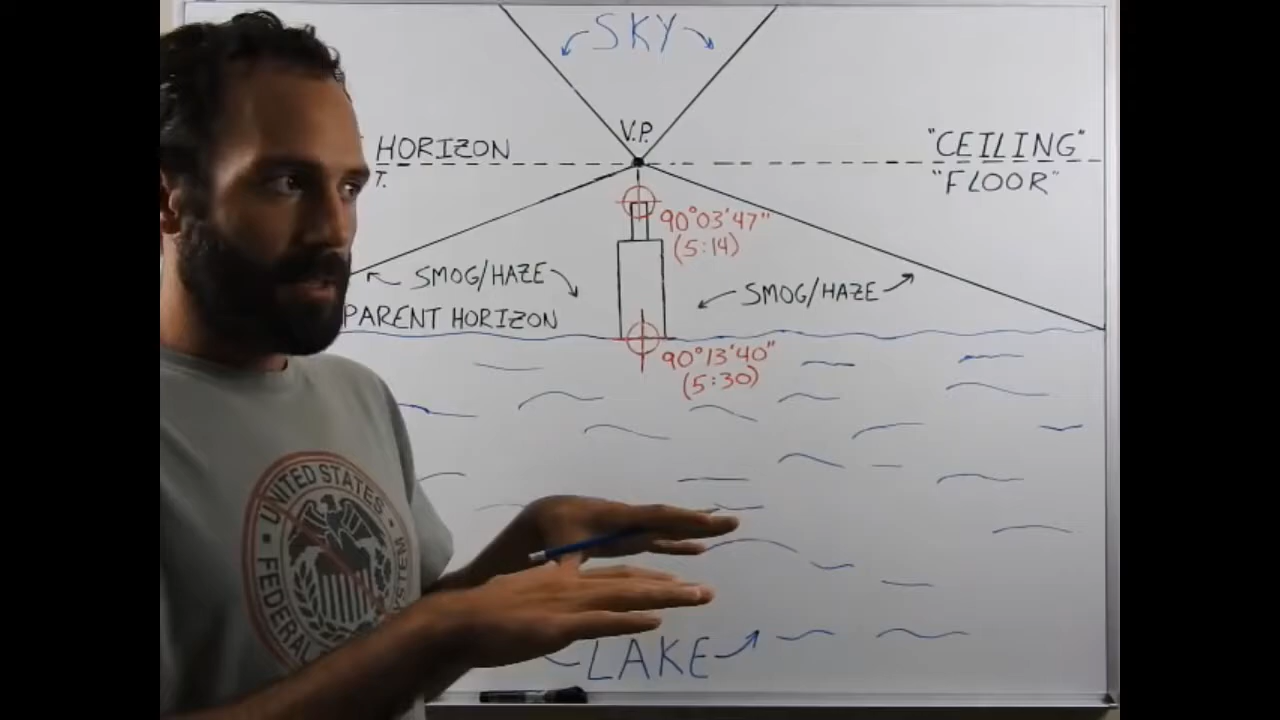 SKY
V.P.
HORIZON
T.
"CEILING"
"FLOOR"
90°03'47"
(5:14)
SMOG/HAZE
SMOG/HAZE
PARENT HORIZON
90°13'40"
(5:30)
UNITED STATES
FEDERAL
LAKE